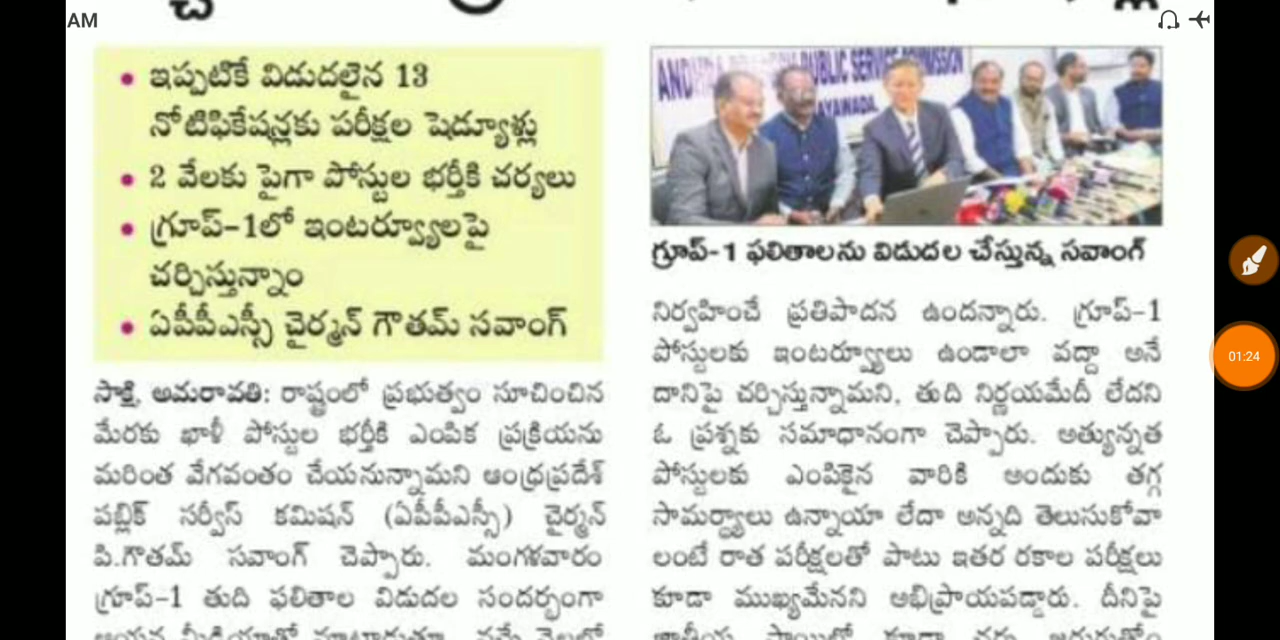 AM
ఇప్పటికే విడుదలైన 13
నోటిఫికేషన్లకు పరీక్షల షెడ్యూళ్లు
2 వేలకు పైగా పోస్టుల భర్తీకి చర్యలు
గ్రూప్–1లో ఇంటర్వ్యూలపై
చర్చిస్తున్నాం
ఏపీపీఎస్సీ చైర్మన్ గౌతమ్ సవాంగ్
సాక్షి, అమరావతి: రాష్ట్రంలో ప్రభుత్వం సూచించిన
మేరకు ఖాళీ పోస్టుల భర్తీకి ఎంపిక ప్రక్రియను
మరింత వేగవంతం చేయనున్నామని ఆంధ్రప్రదేశ్
పబ్లిక్ సర్వీస్ కమిషన్ (ఏపీపీఎస్సీ) చైర్మన్
పి.గౌతమ్ సవాంగ్ చెప్పారు. మంగళవారం
గ్రూప్–1 తుది ఫలితాల విడుదల సందర్భంగా
PUBLIC SERVICE COMMISSION
గ్రూప్–1 ఫలితాలను విడుదల చేస్తున్న సవాంగ్
నిర్వహించే ప్రతిపాదన ఉందన్నారు. గ్రూప్–1
పోస్టులకు ఇంటర్వ్యూలు ఉండాలా వద్దా అనే
దానిపై చర్చిస్తున్నామని, తుది నిర్ణయమేదీ లేదని
ఓ ప్రశ్నకు సమాధానంగా చెప్పారు. అత్యున్నత
పోస్టులకు ఎంపికైన వారికి అందుకు తగ్గ
సామర్థ్యాలు ఉన్నాయా లేదా అన్నది తెలుసుకోవా
లంటే రాత పరీక్షలతో పాటు ఇతర రకాల పరీక్షలు
కూడా ముఖ్యమేనని అభిప్రాయపడ్డారు. దీనిపై
01:24